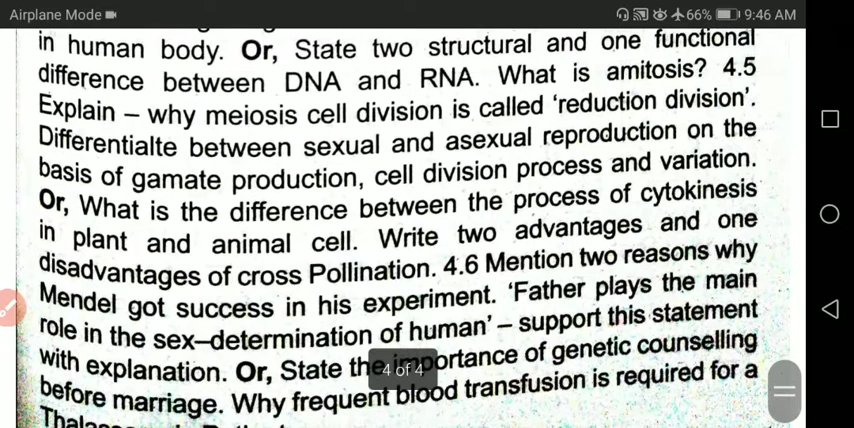 Airplane Mode
66% 9:46 AM
in human body. Or, State two structural and one functional
difference between DNA and RNA. What is amitosis? 4.5
Explain – why meiosis cell division is called 'reduction division'.
Differentialte between sexual and asexual reproduction on the
basis of gamate production, cell division process and variation.
Or, What is the difference between the process of cytokinesis
in plant and animal cell. Write two advantages and one
disadvantages of cross Pollination. 4.6 Mention two reasons why
Mendel got success in his experiment. 'Father plays the main
role in the sex–determination of human' – support this statement
with explanation. Or, State the importance of genetic counselling
4 of 4
before marriage. Why frequent blood transfusion is required for a